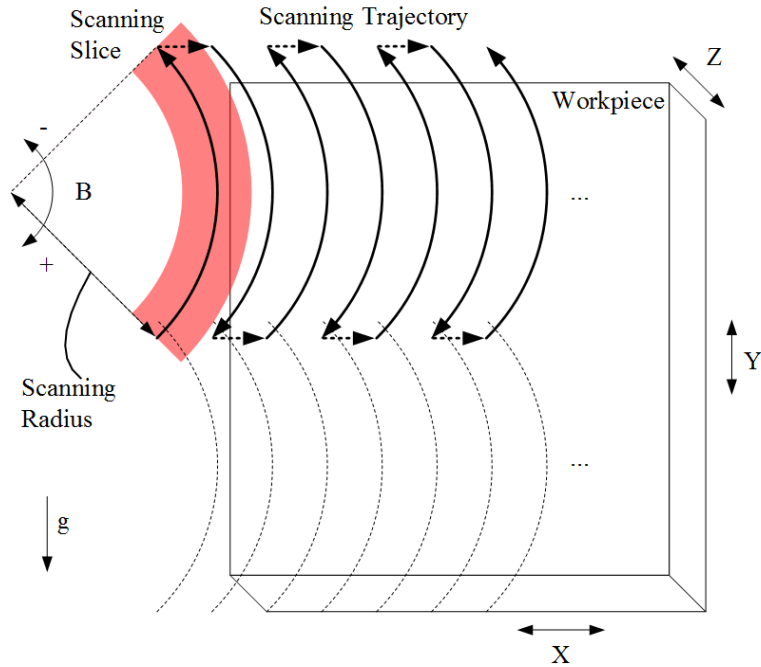 Scanning
Slice
Scanning Trajectory
Z
Workpiece
-
B
...
+
Y
Scanning
Radius
...
g
X